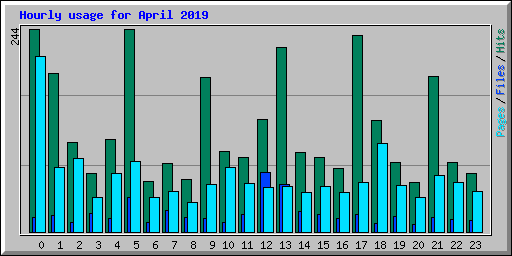 Hourly usage for April 2019
244
Pages / Files / Hits
0 1 2 3 4 5 6 7 8 9 10 11 12 13 14 15 16 17 18 19 20 21 22 23